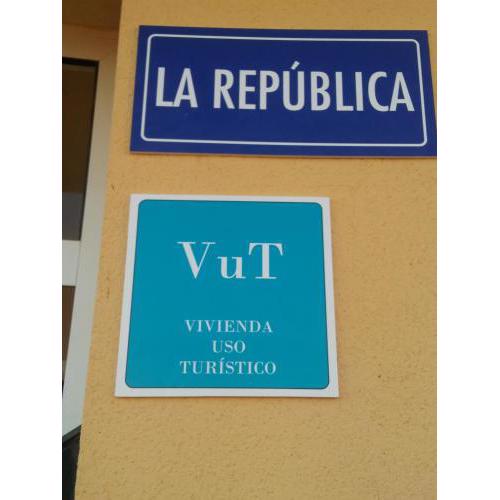 LA REPÚBLICA
VuT
VIVIENDA
USO
TURÍSTICO